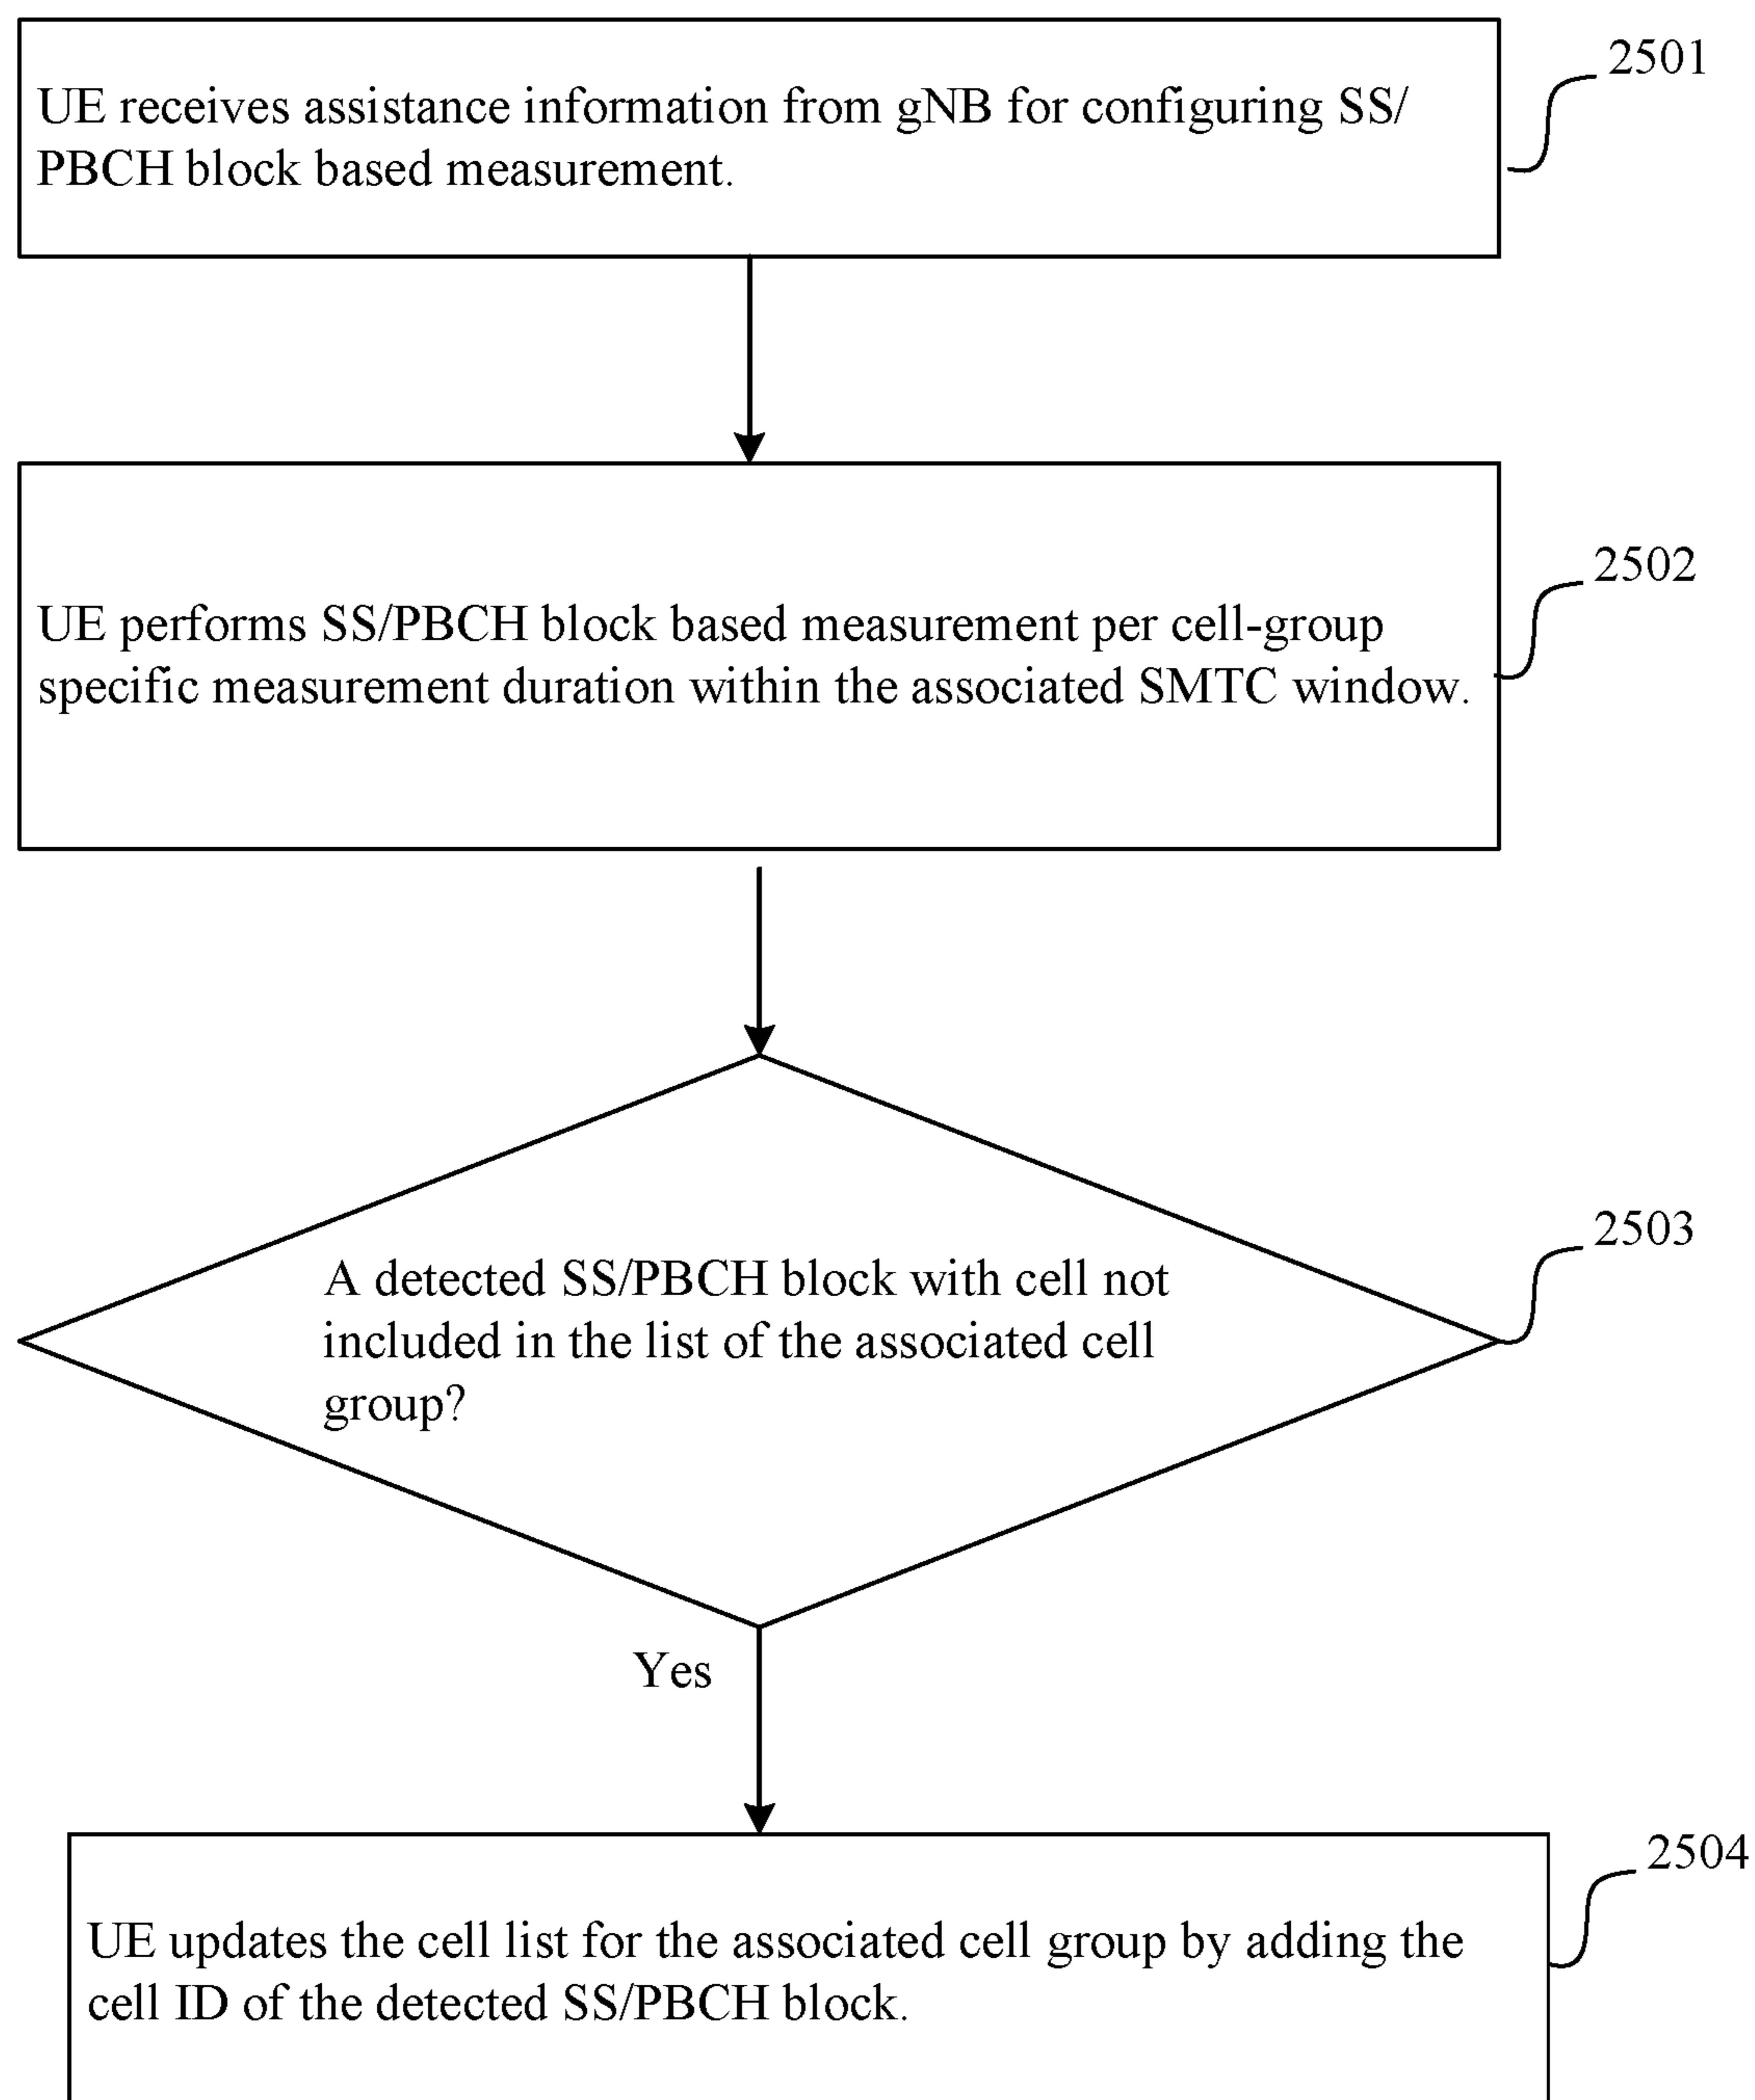 UE receives assistance information from gNB for configuring SS/
PBCH block based measurement.
2501
UE performs SS/PBCH block based measurement per cell-group
specific measurement duration within the associated SMTC window.
2502
A detected SS/PBCH block with cell not
included in the list of the associated cell
group?
2503
Yes
UE updates the cell list for the associated cell group by adding the
cell ID of the detected SS/PBCH block.
2504